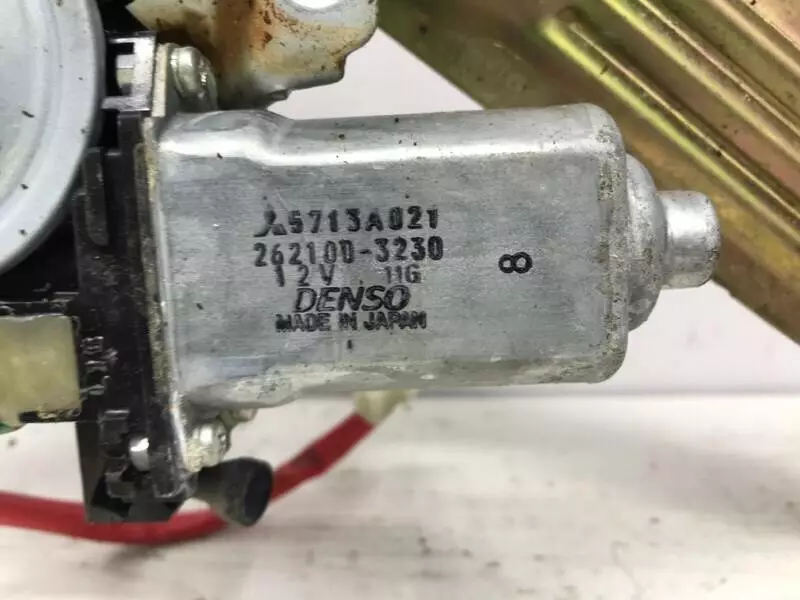 5713A021
262100-3230
12V 11G
8
DENSO
MADE IN JAPAN